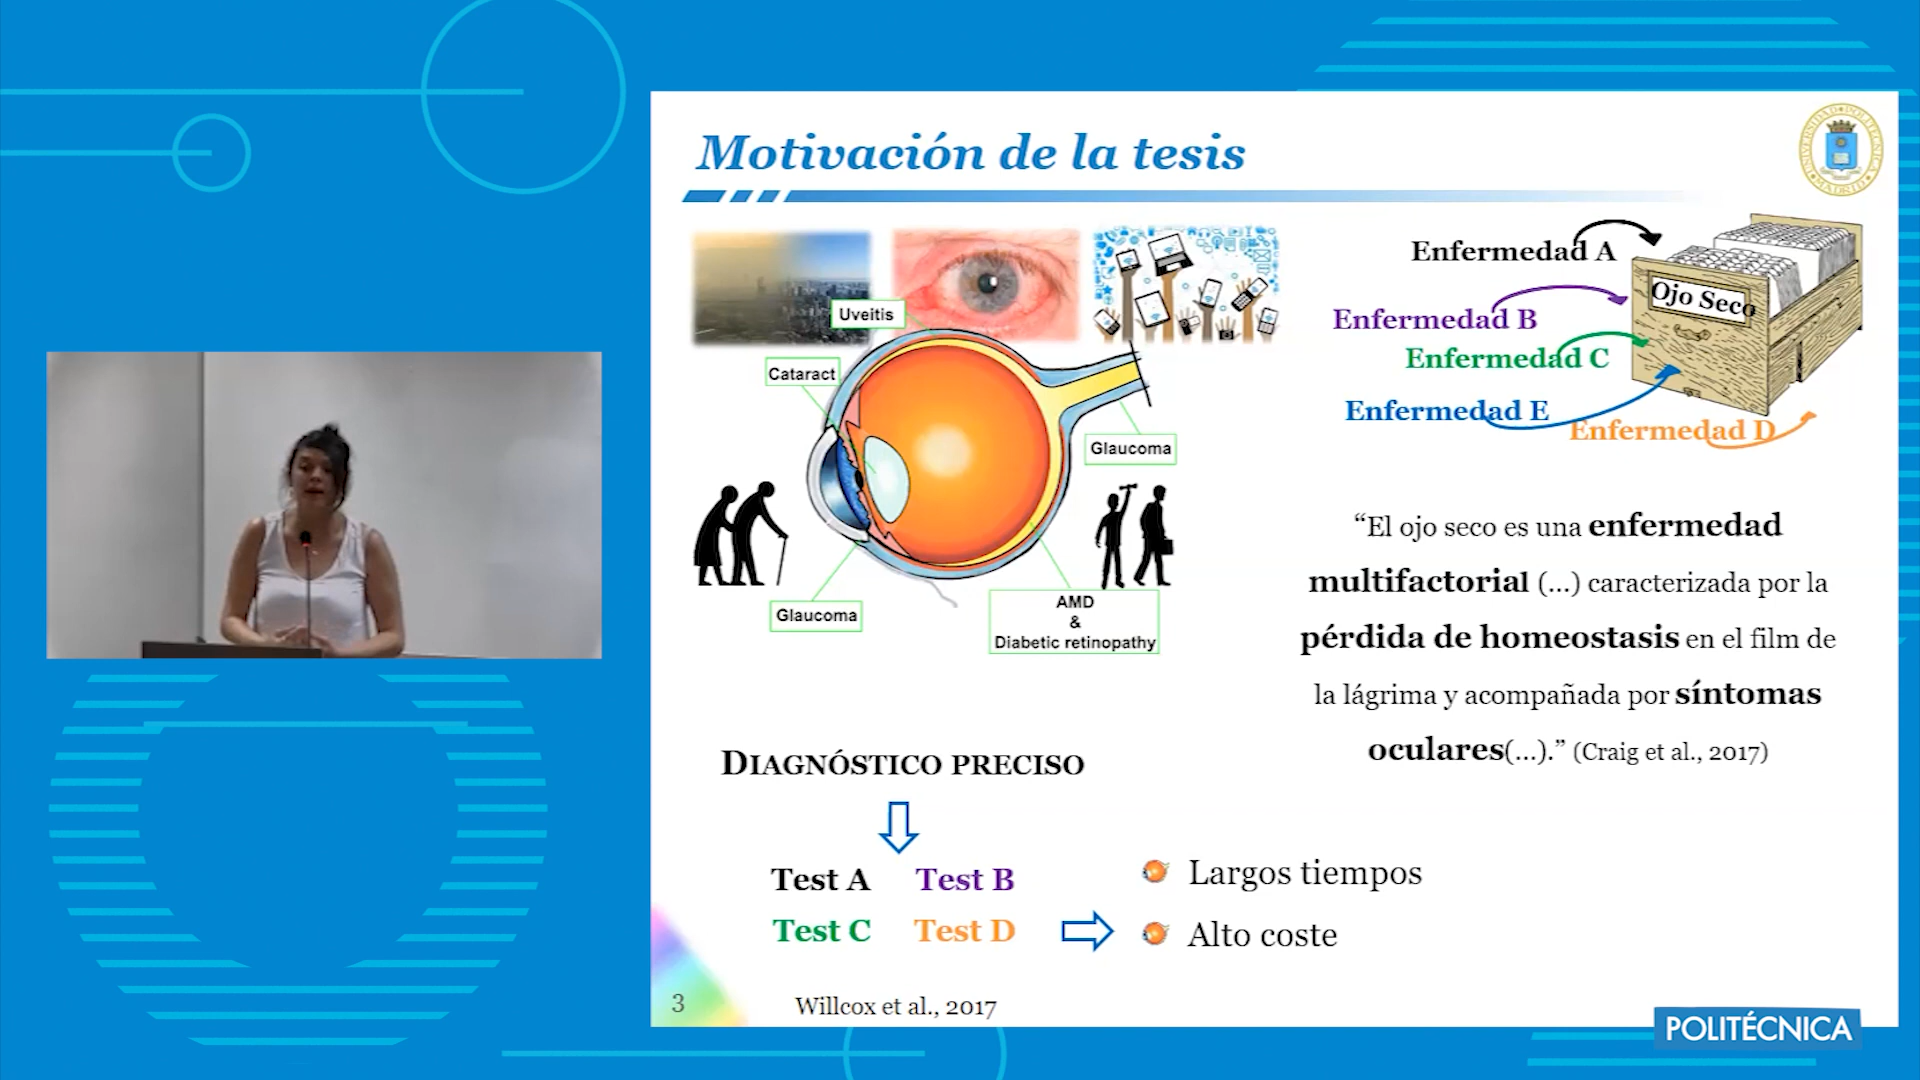 Motivación de la tesis
UNIVERSIDAD POLITÉCNICA
MADRID
Uveitis
Cataract
Glaucoma
Glaucoma
AMD
&
Diabetic retinopathy
Enfermedad A
Ojo Seco
Enfermedad B
Enfermedad C
Enfermedad E
Enfermedad D
“El ojo seco es una enfermedad
multifactorial (...) caracterizada por la
pérdida de homeostasis en el film de
la lágrima y acompañada por síntomas
oculares(...).” (Craig et al., 2017)
DIAGNÓSTICO PRECISO
Test A Test B
Test C Test D
Largos tiempos
Alto coste
3
Willcox et al., 2017
POLITÉCNICA